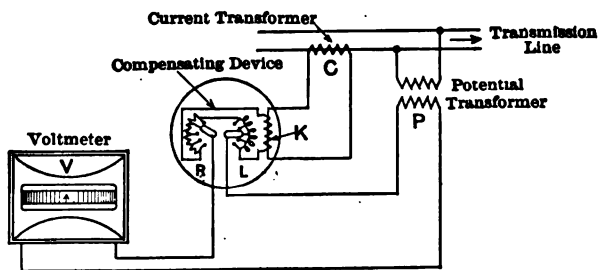 Current Transformer
Transmission
Line
C
Compensating Device
Potential
Transformer
P
K
Voltmeter
V
R
L